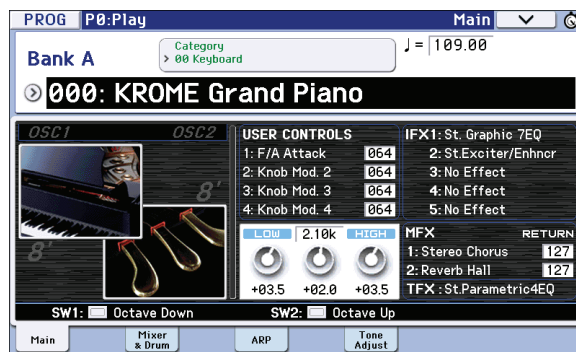 PROG P0:Play Main
Bank A
Category
00 Keyboard
♩= 109.00
000: KROME Grand Piano
OSC1 OSC2
8'
8'
USER CONTROLS
1: F/A Attack 064
2: Knob Mod. 2 064
3: Knob Mod. 3 064
4: Knob Mod. 4 064
LOW 2.10k HIGH
+03.5 +02.0 +03.5
IFX1: St. Graphic 7EQ
2: St.Exciter/Enhncr
3: No Effect
4: No Effect
5: No Effect
MFX RETURN
1: Stereo Chorus 127
2: Reverb Hall 127
TFX : St.Parametric4EQ
SW1: Octave Down SW2: Octave Up
Main
Mixer
& Drum
ARP
Tone
Adjust